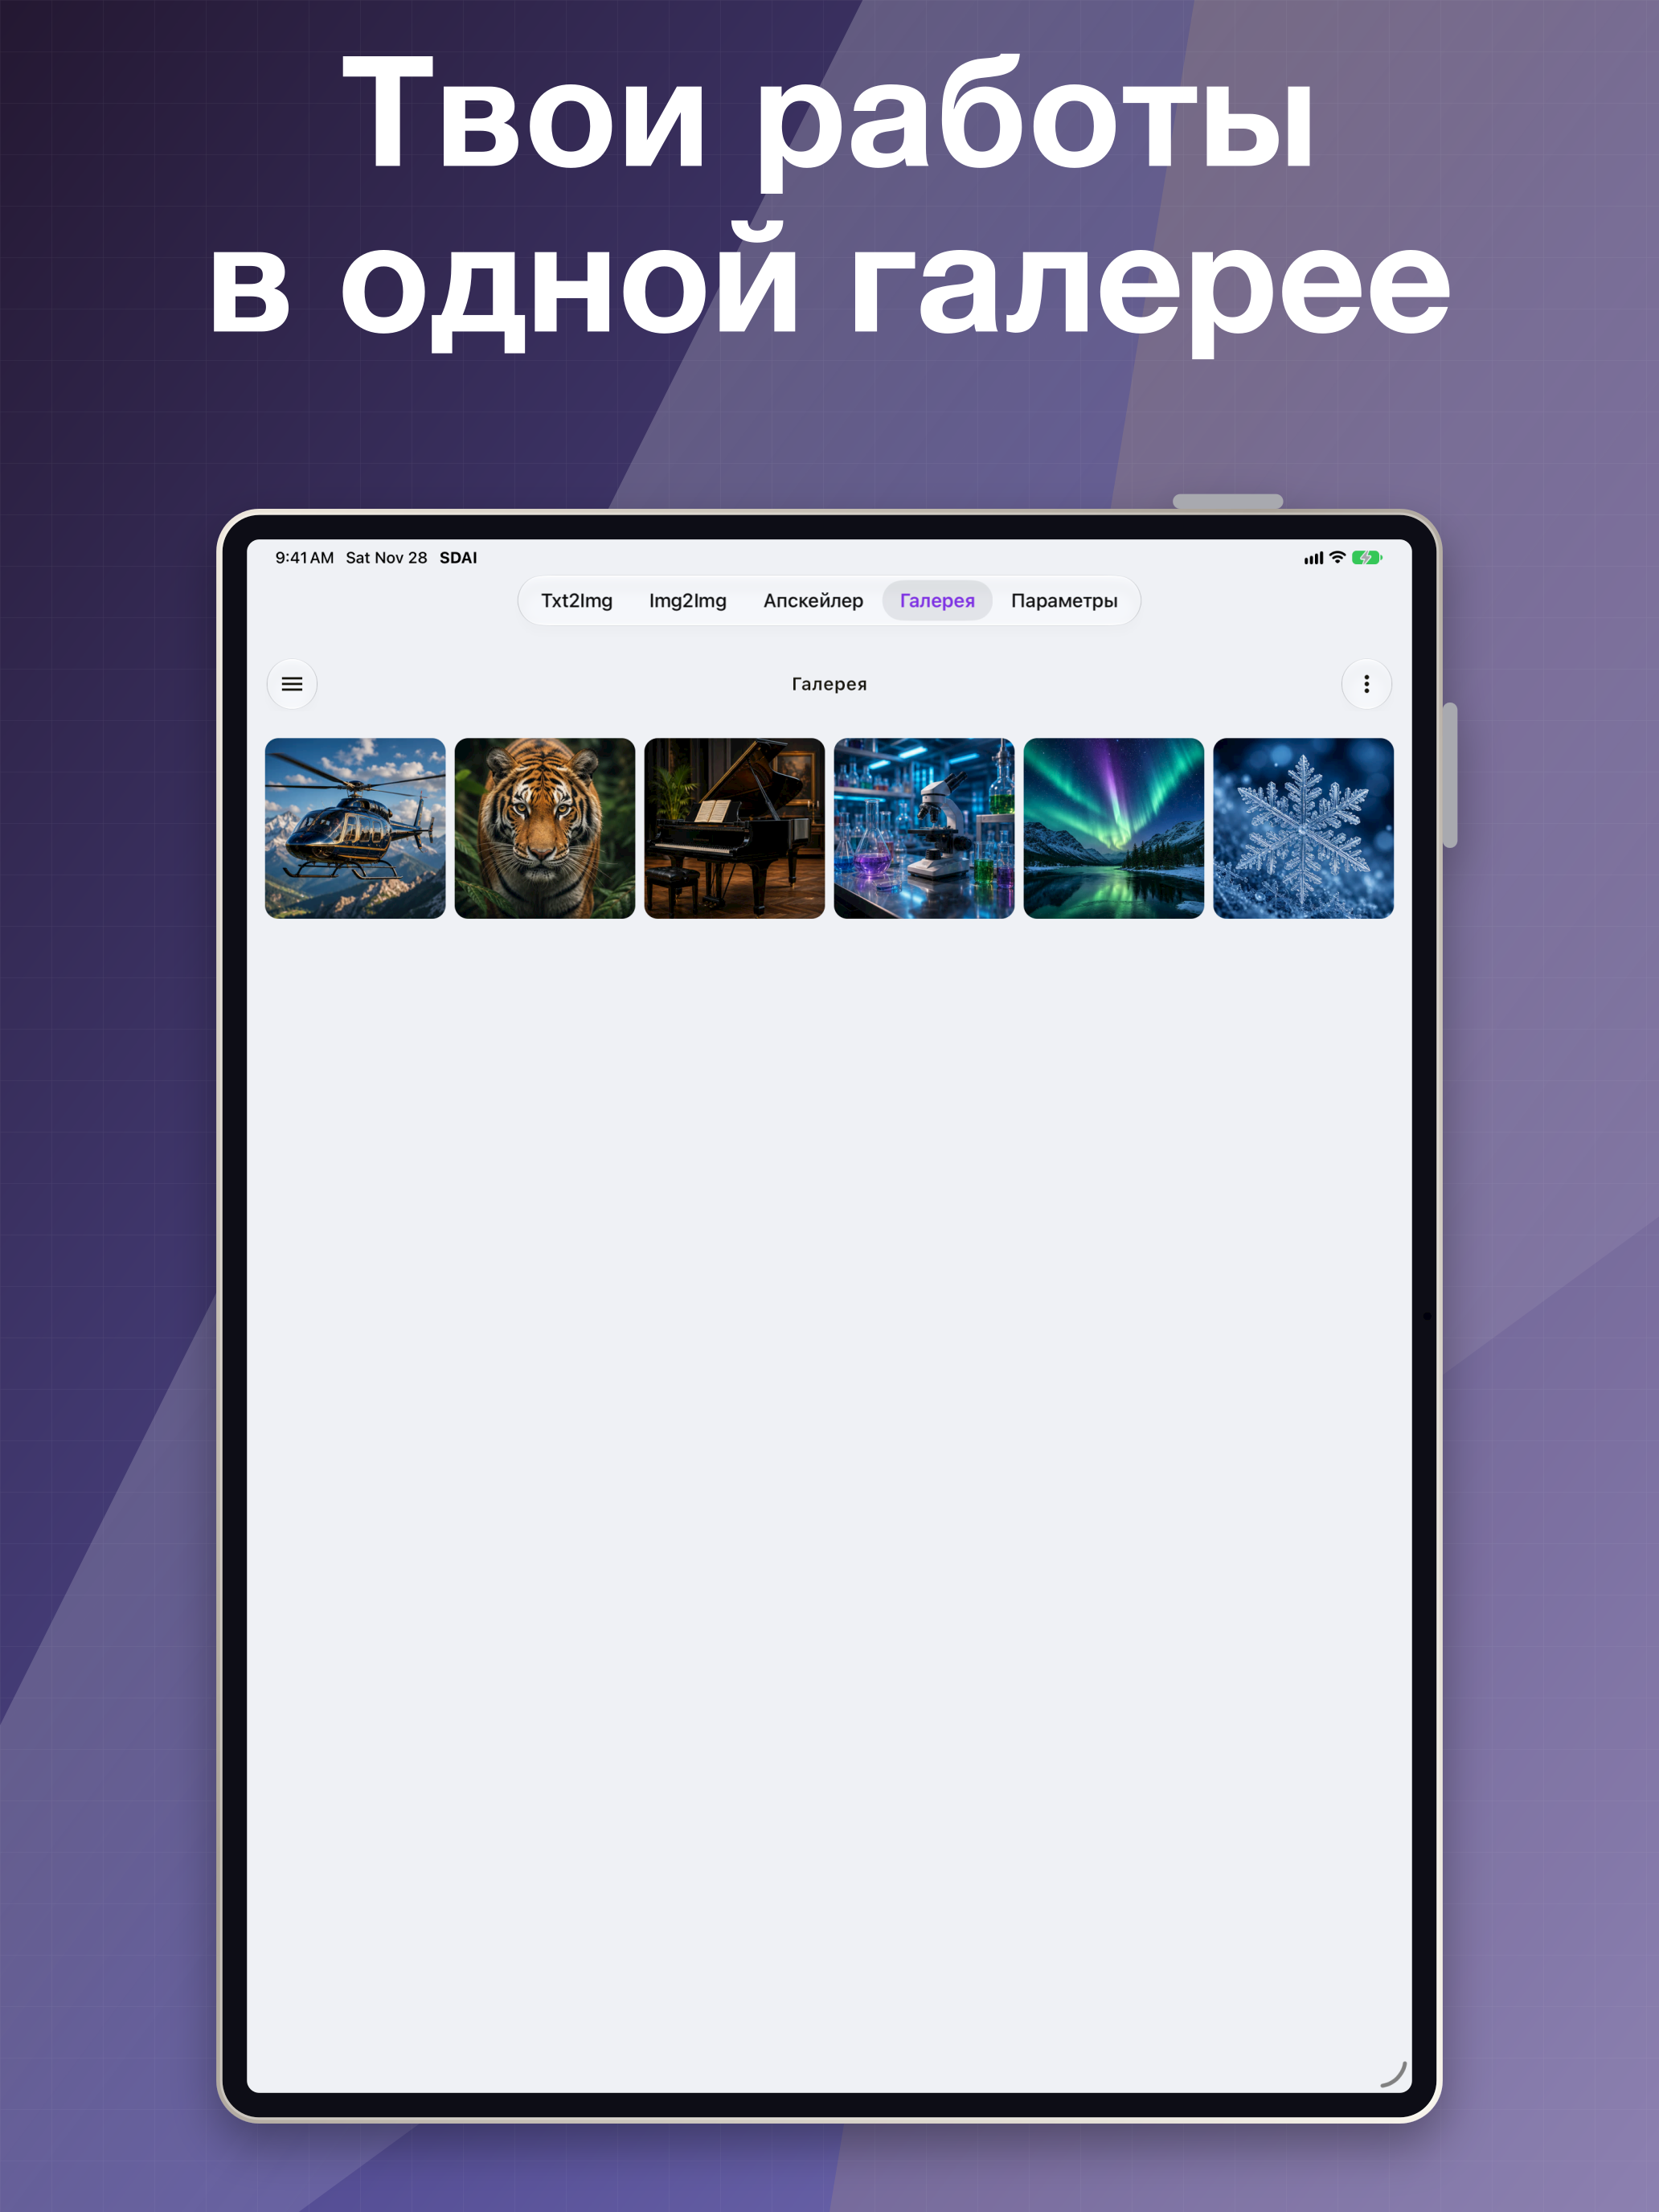 Твои работы
в одной галерее
9:41 AM Sat Nov 28 SDAI
Txt2Img Img2Img Апскейлер Галерея Параметры
Галерея